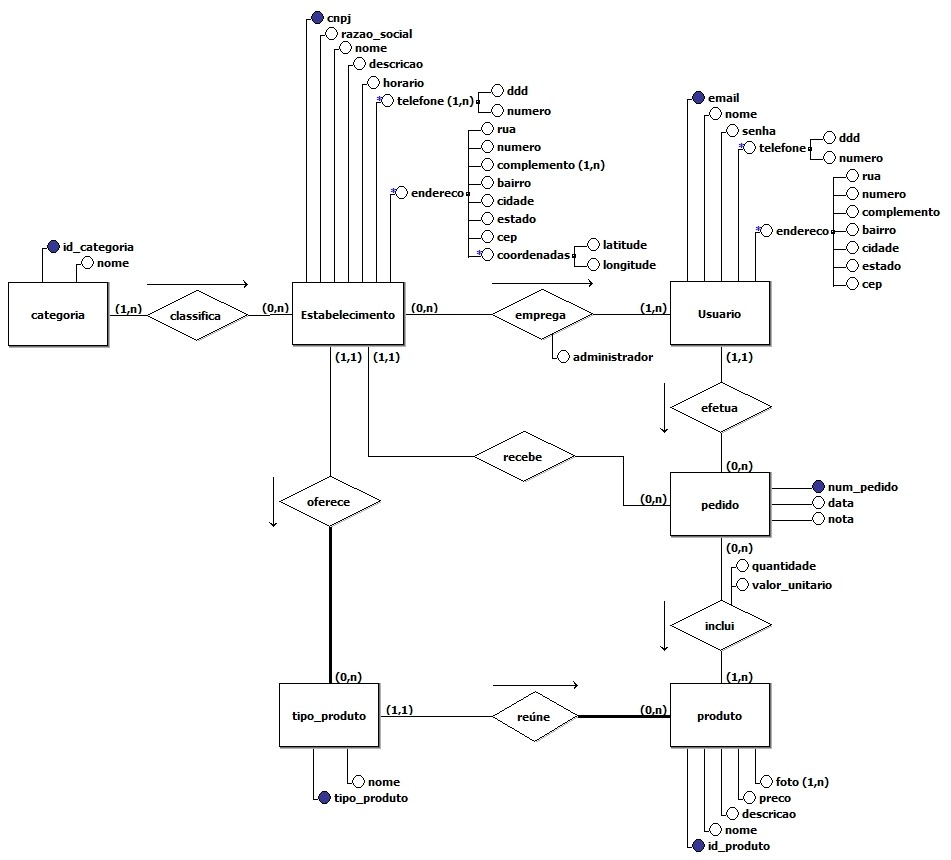 cnpj
razao_social
nome
descricao
horario
telefone (1,n)
ddd
numero
endereco
rua
numero
complemento (1,n)
bairro
cidade
estado
cep
coordenadas
latitude
longitude
email
nome
senha
telefone
ddd
numero
endereco
rua
numero
complemento
bairro
cidade
estado
cep
id_categoria
nome
categoria
(1,n)
classifica
(0,n)
Estabelecimento
(0,n)
emprega
(1,n)
Usuario
administrador
(1,1)
(1,1)
(1,1)
efetua
(0,n)
recebe
(0,n)
pedido
num_pedido
data
nota
oferece
(0,n)
quantidade
valor_unitario
inclui
(1,n)
(0,n)
tipo_produto
(1,1)
reúne
(0,n)
produto
nome
tipo_produto
foto (1,n)
preco
descricao
nome
id_produto